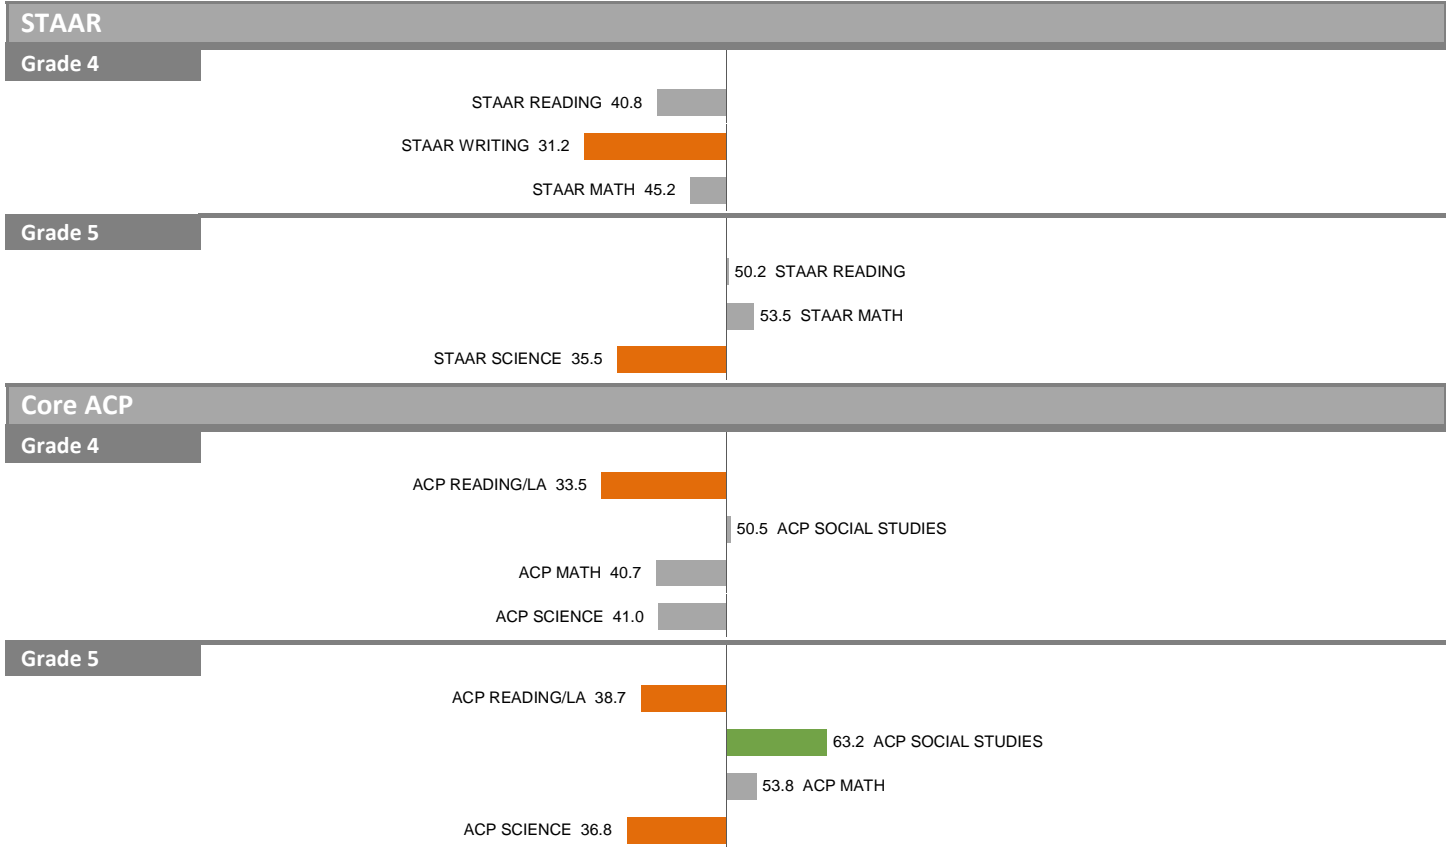 STAAR
Grade 4
STAAR READING 40.8
STAAR WRITING 31.2
STAAR MATH 45.2
Grade 5
50.2 STAAR READING
53.5 STAAR MATH
STAAR SCIENCE 35.5
Core ACP
Grade 4
ACP READING/LA 33.5
50.5 ACP SOCIAL STUDIES
ACP MATH 40.7
ACP SCIENCE 41.0
Grade 5
ACP READING/LA 38.7
63.2 ACP SOCIAL STUDIES
53.8 ACP MATH
ACP SCIENCE 36.8